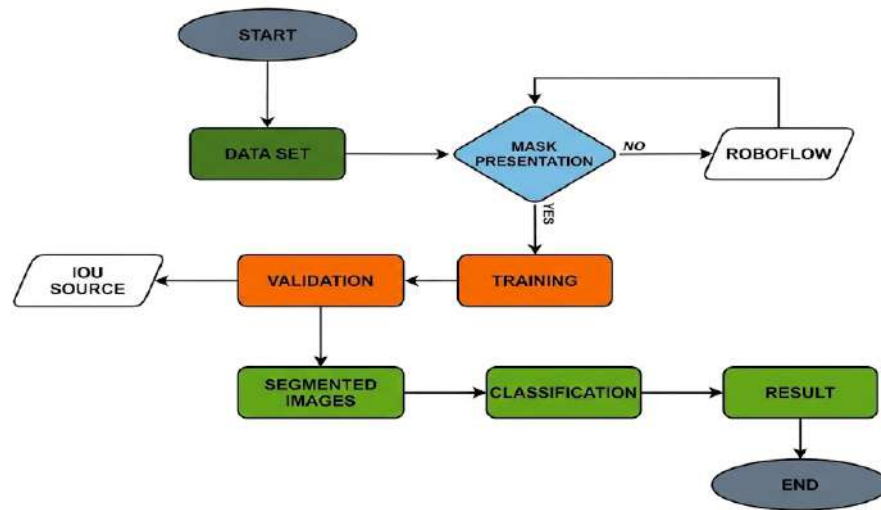 START
DATA SET
MASK
PRESENTATION
NO
ROBOFLOW
YES
IOU
SOURCE
VALIDATION
TRAINING
SEGMENTED
IMAGES
CLASSIFICATION
RESULT
END